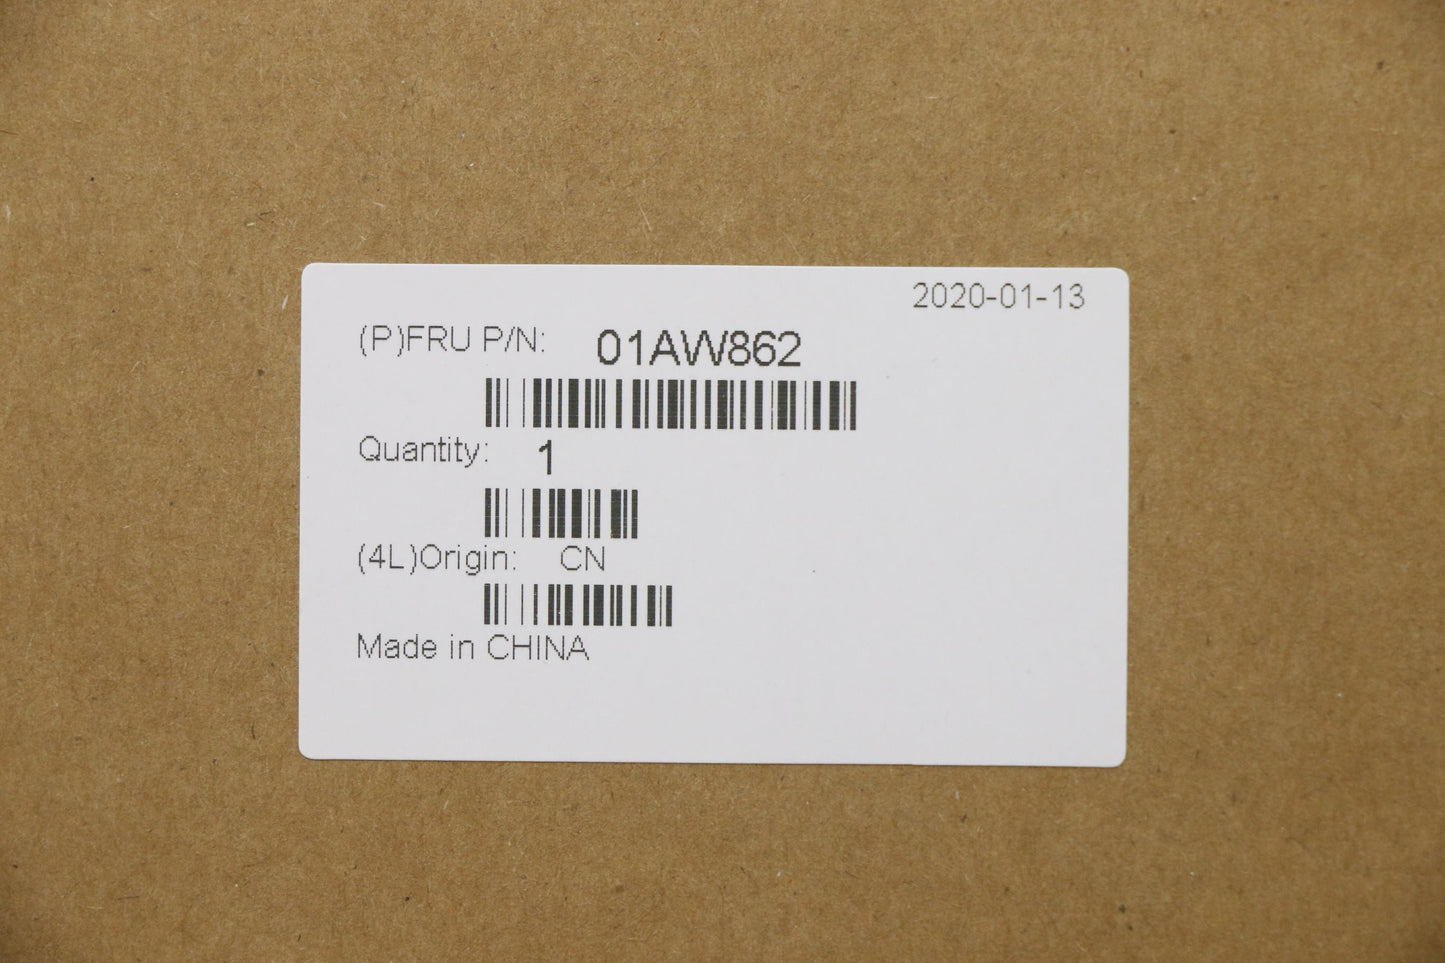 2020-01-13
(P)FRU P/N: 01AW862
Quantity: 1
(4L)Origin: CN
Made in CHINA